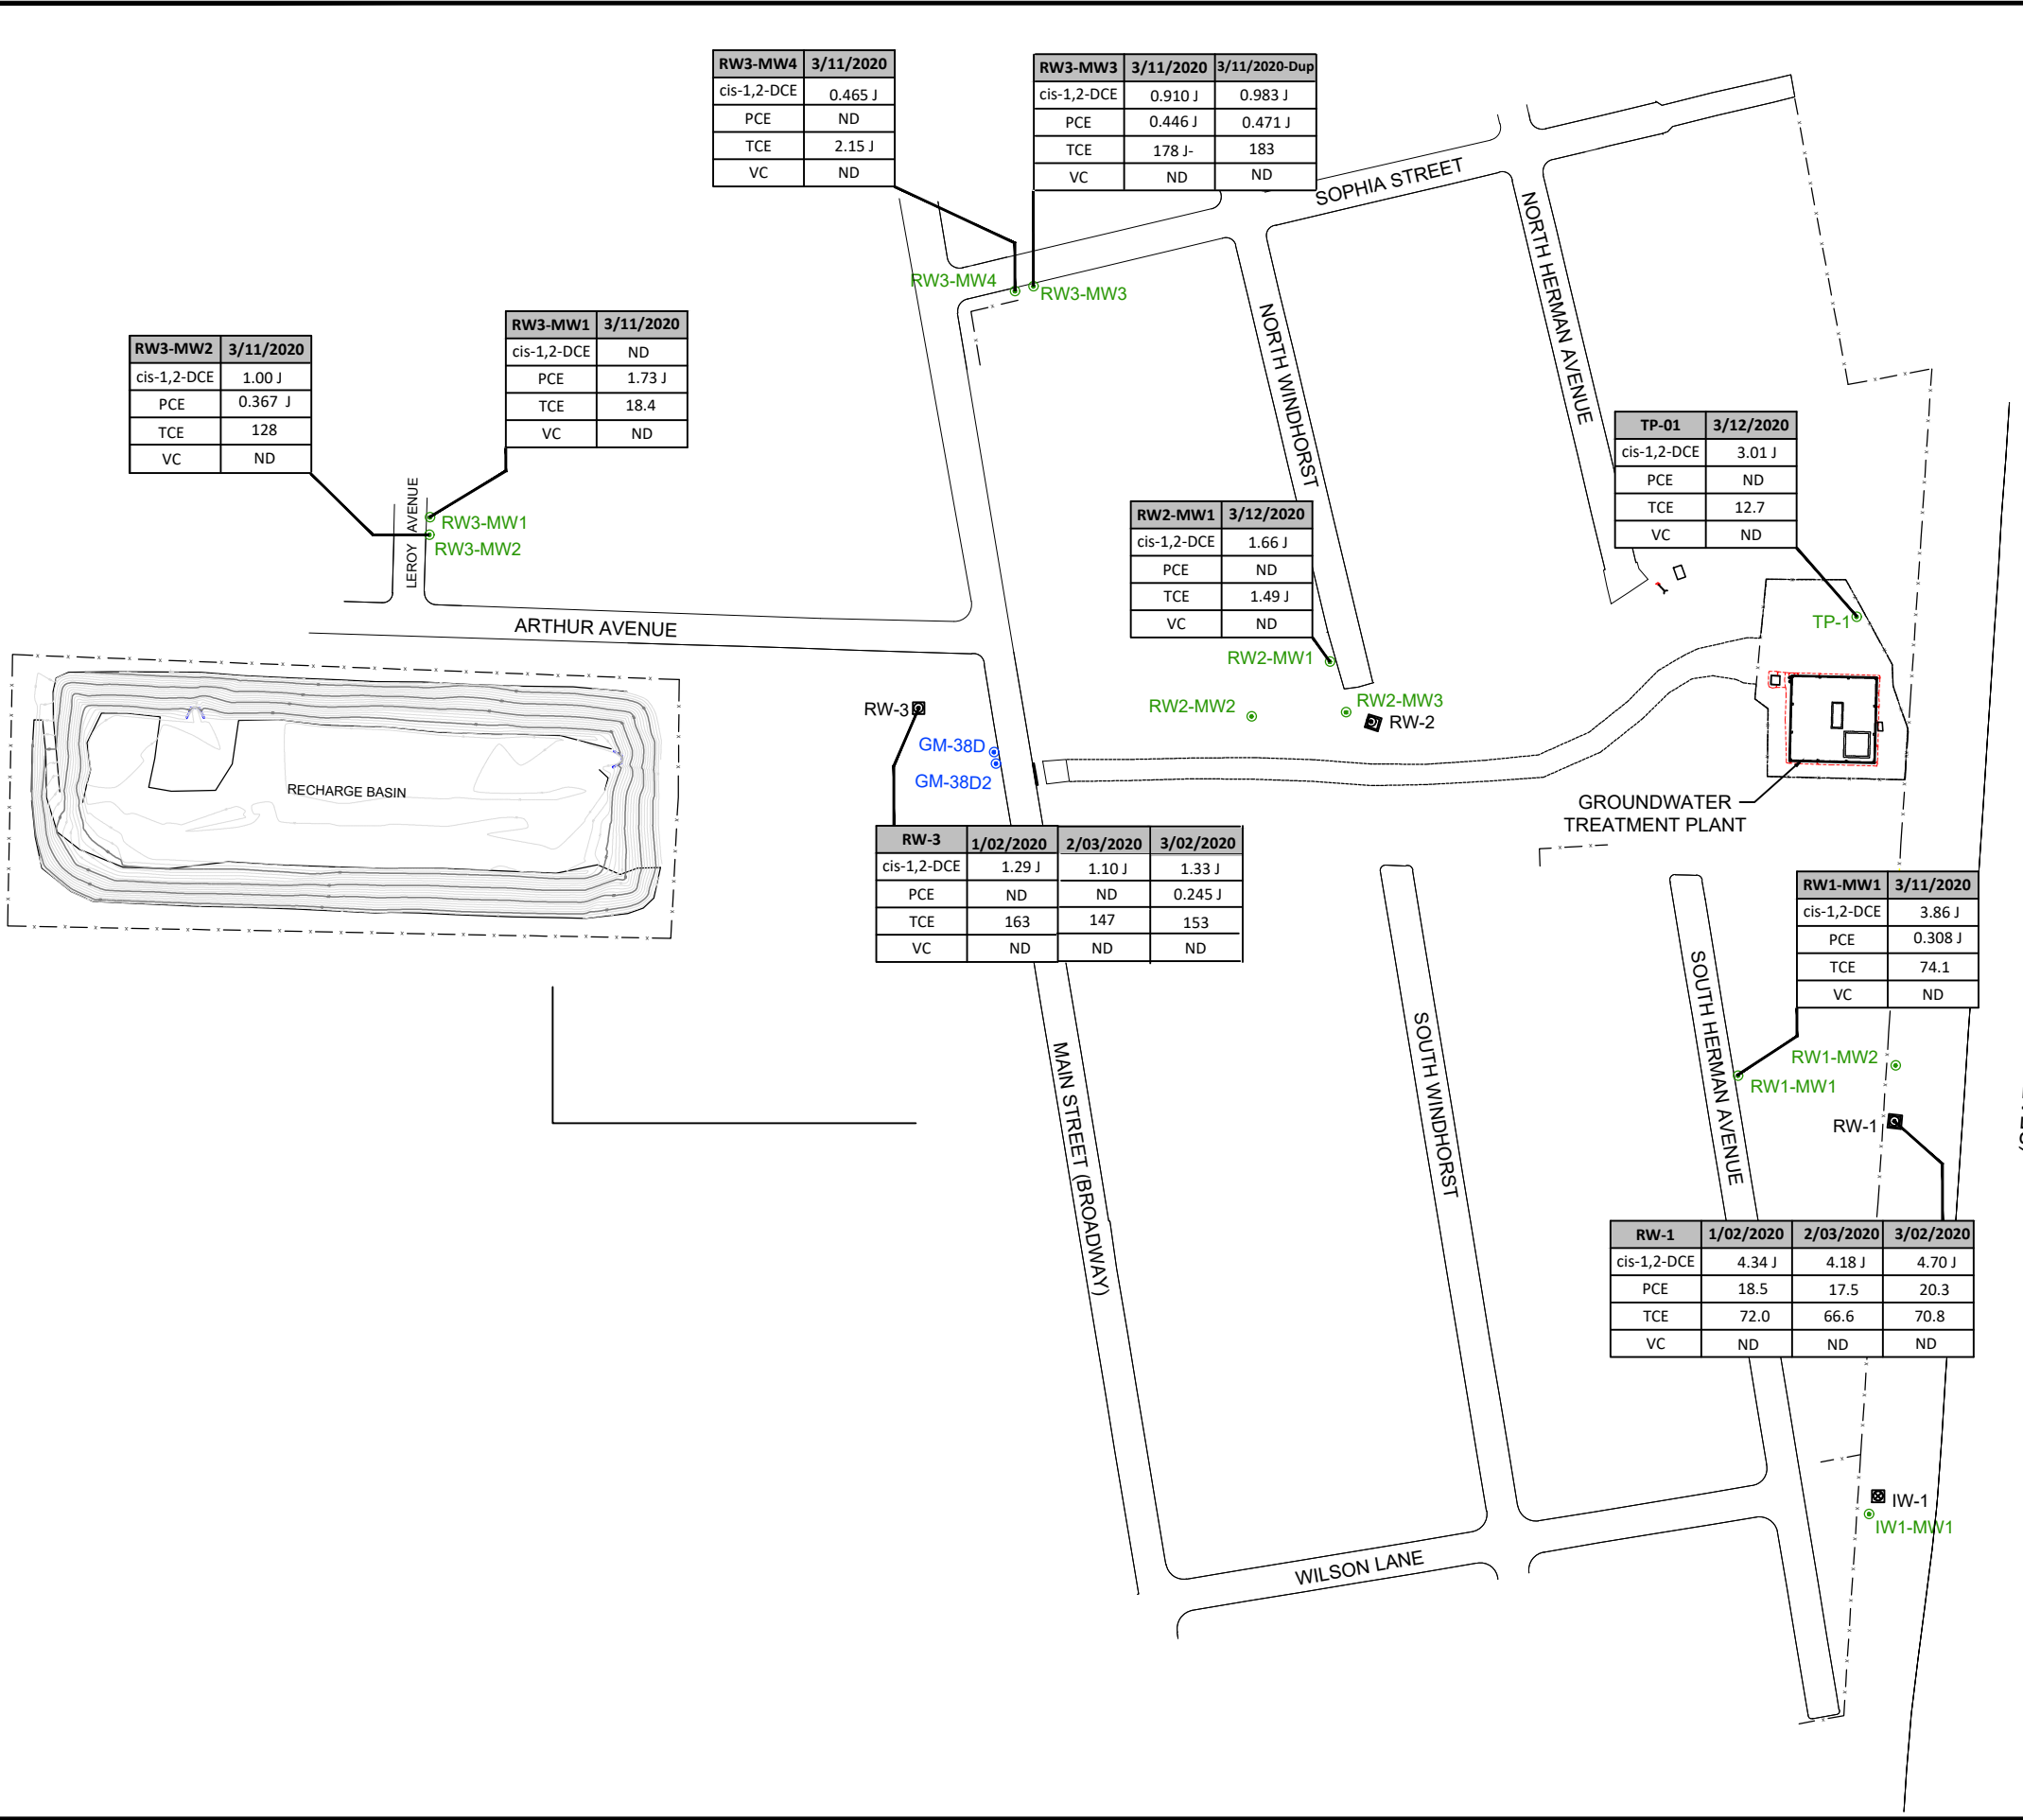 RW3-MW4 3/11/2020
cis-1,2-DCE 0.465 J
PCE ND
TCE 2.15 J
VC ND
RW3-MW3 3/11/2020 3/11/2020-Dup
cis-1,2-DCE 0.910 J 0.983 J
PCE 0.446 J 0.471 J
TCE 178 J- 183
VC ND ND
SOPHIA STREET
NORTH HERMAN AVENUE
NORTH WINDHORST
RW3-MW4
RW3-MW3
RW3-MW2 3/11/2020
cis-1,2-DCE 1.00 J
PCE 0.367 J
TCE 128
VC ND
RW3-MW1 3/11/2020
cis-1,2-DCE ND
PCE 1.73 J
TCE 18.4
VC ND
LEROY AVENUE
RW3-MW1
RW3-MW2
ARTHUR AVENUE
TP-01 3/12/2020
cis-1,2-DCE 3.01 J
PCE ND
TCE 12.7
VC ND
RW2-MW1 3/12/2020
cis-1,2-DCE 1.66 J
PCE ND
TCE 1.49 J
VC ND
TP-1
RW2-MW1
RW2-MW2
RW2-MW3
RW-2
RW-3
GM-38D
GM-38D2
RECHARGE BASIN
GROUNDWATER
TREATMENT PLANT
RW-3 1/02/2020 2/03/2020 3/02/2020
cis-1,2-DCE 1.29 J 1.10 J 1.33 J
PCE ND ND 0.245 J
TCE 163 147 153
VC ND ND ND
RW1-MW1 3/11/2020
cis-1,2-DCE 3.86 J
PCE 0.308 J
TCE 74.1
VC ND
MAIN STREET (BROADWAY)
SOUTH WINDHORST
SOUTH HERMAN AVENUE
RW1-MW2
RW1-MW1
RW-1
RW-1 1/02/2020 2/03/2020 3/02/2020
cis-1,2-DCE 4.34 J 4.18 J 4.70 J
PCE 18.5 17.5 20.3
TCE 72.0 66.6 70.8
VC ND ND ND
IW-1
IW1-MW1
WILSON LANE